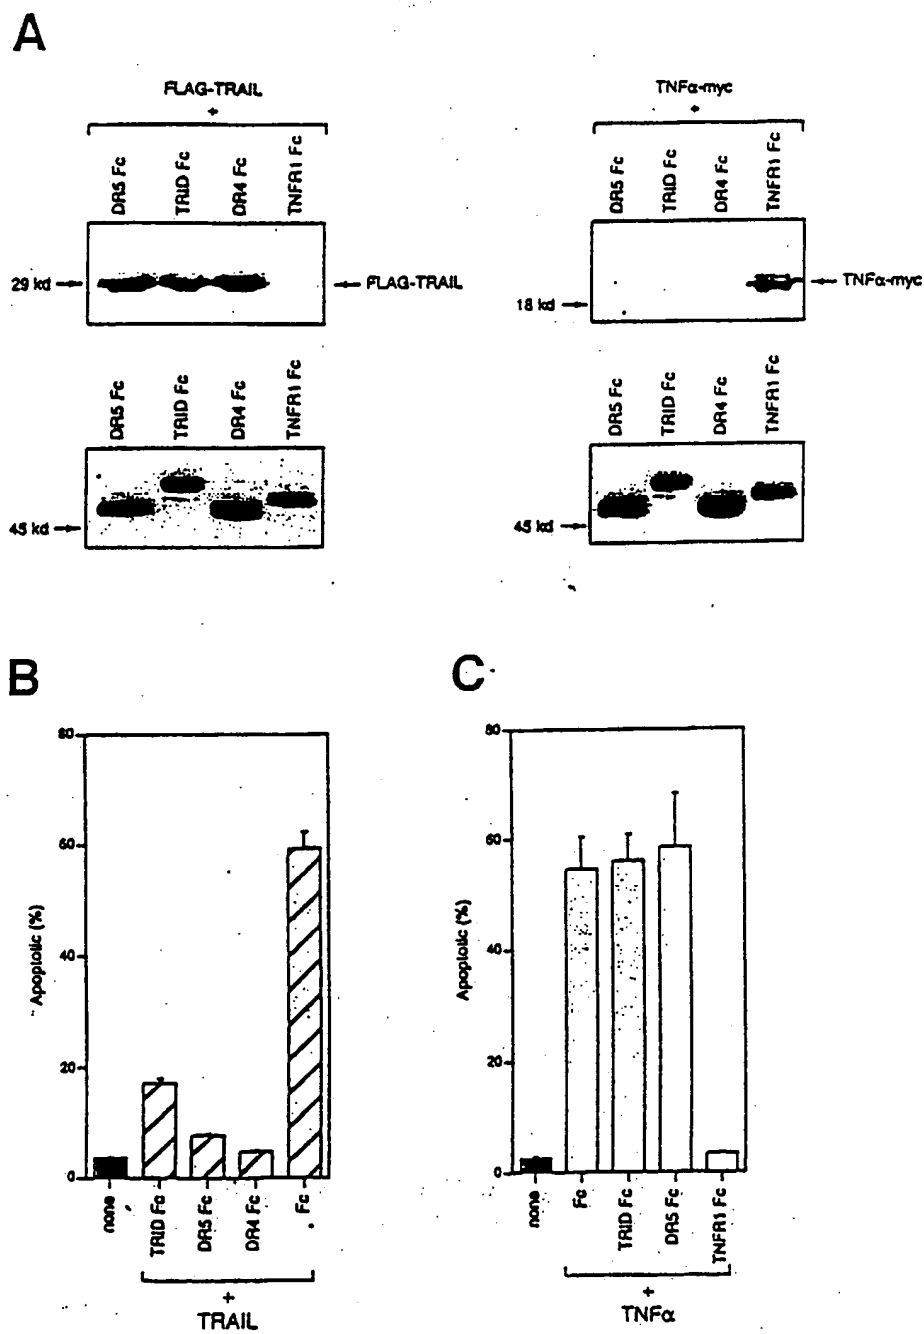 A
FLAG-TRAIL
+
DR5 Fc
TRID Fc
DR4 Fc
TNFR1 Fc
29 kd
FLAG-TRAIL
DR5 Fc
TRID Fc
DR4 Fc
TNFR1 Fc
45 kd
TNFα-myc
+
DR5 Fc
TRID Fc
DR4 Fc
TNFR1 Fc
18 kd
TNFα-myc
DR5 Fc
TRID Fc
DR4 Fc
TNFR1 Fc
45 kd
B
80
60
40
20
0
Apoptotic (%)
none
TRID Fc
DR5 Fc
DR4 Fc
Fc
+
TRAIL
C
80
60
40
20
0
Apoptotic (%)
none
Fc
TRID Fc
DR5 Fc
TNFR1 Fc
+
TNFα